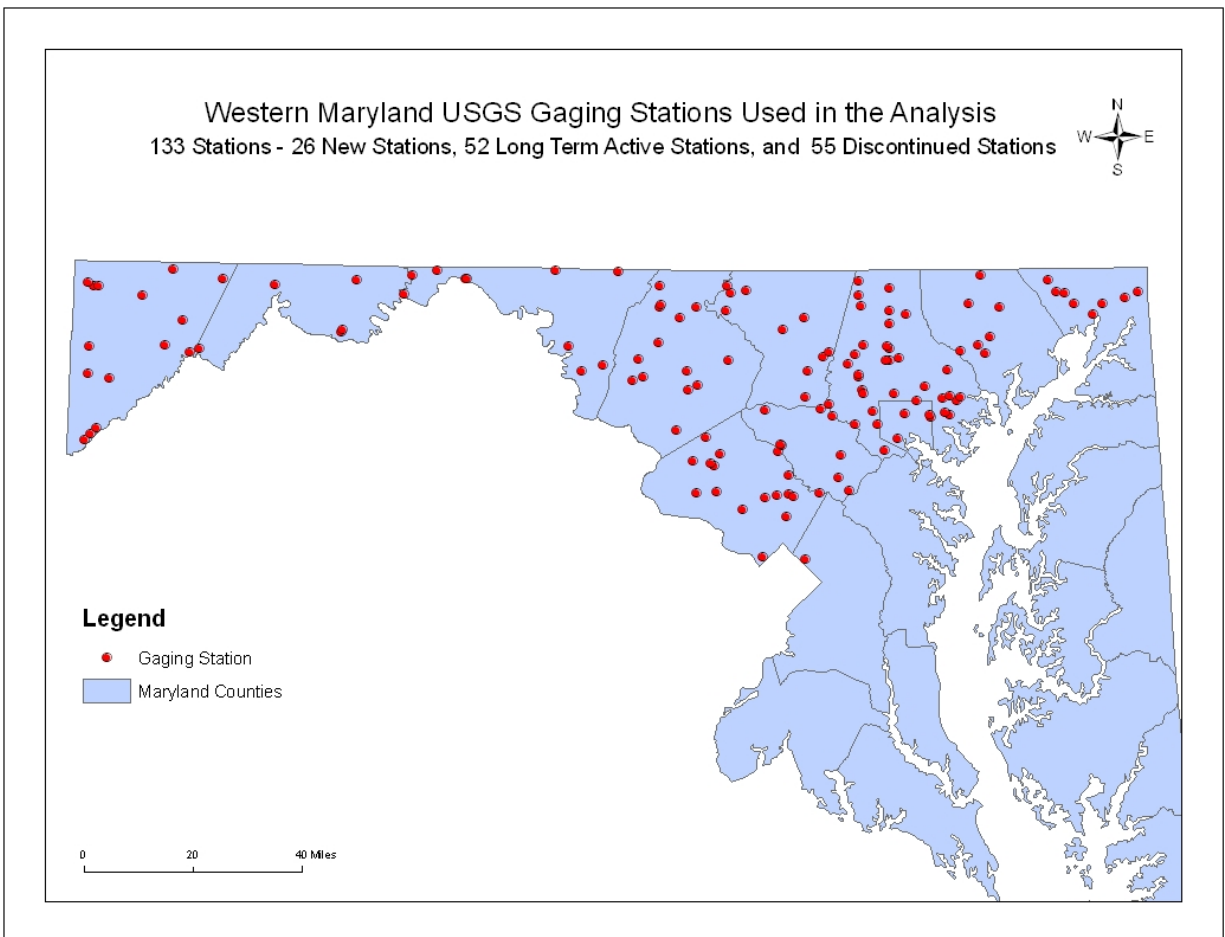 Western Maryland USGS Gaging Stations Used in the Analysis
133 Stations - 26 New Stations, 52 Long Term Active Stations, and 55 Discontinued Stations
N
W E
S
Legend
Gaging Station
Maryland Counties
0 20 40 Miles